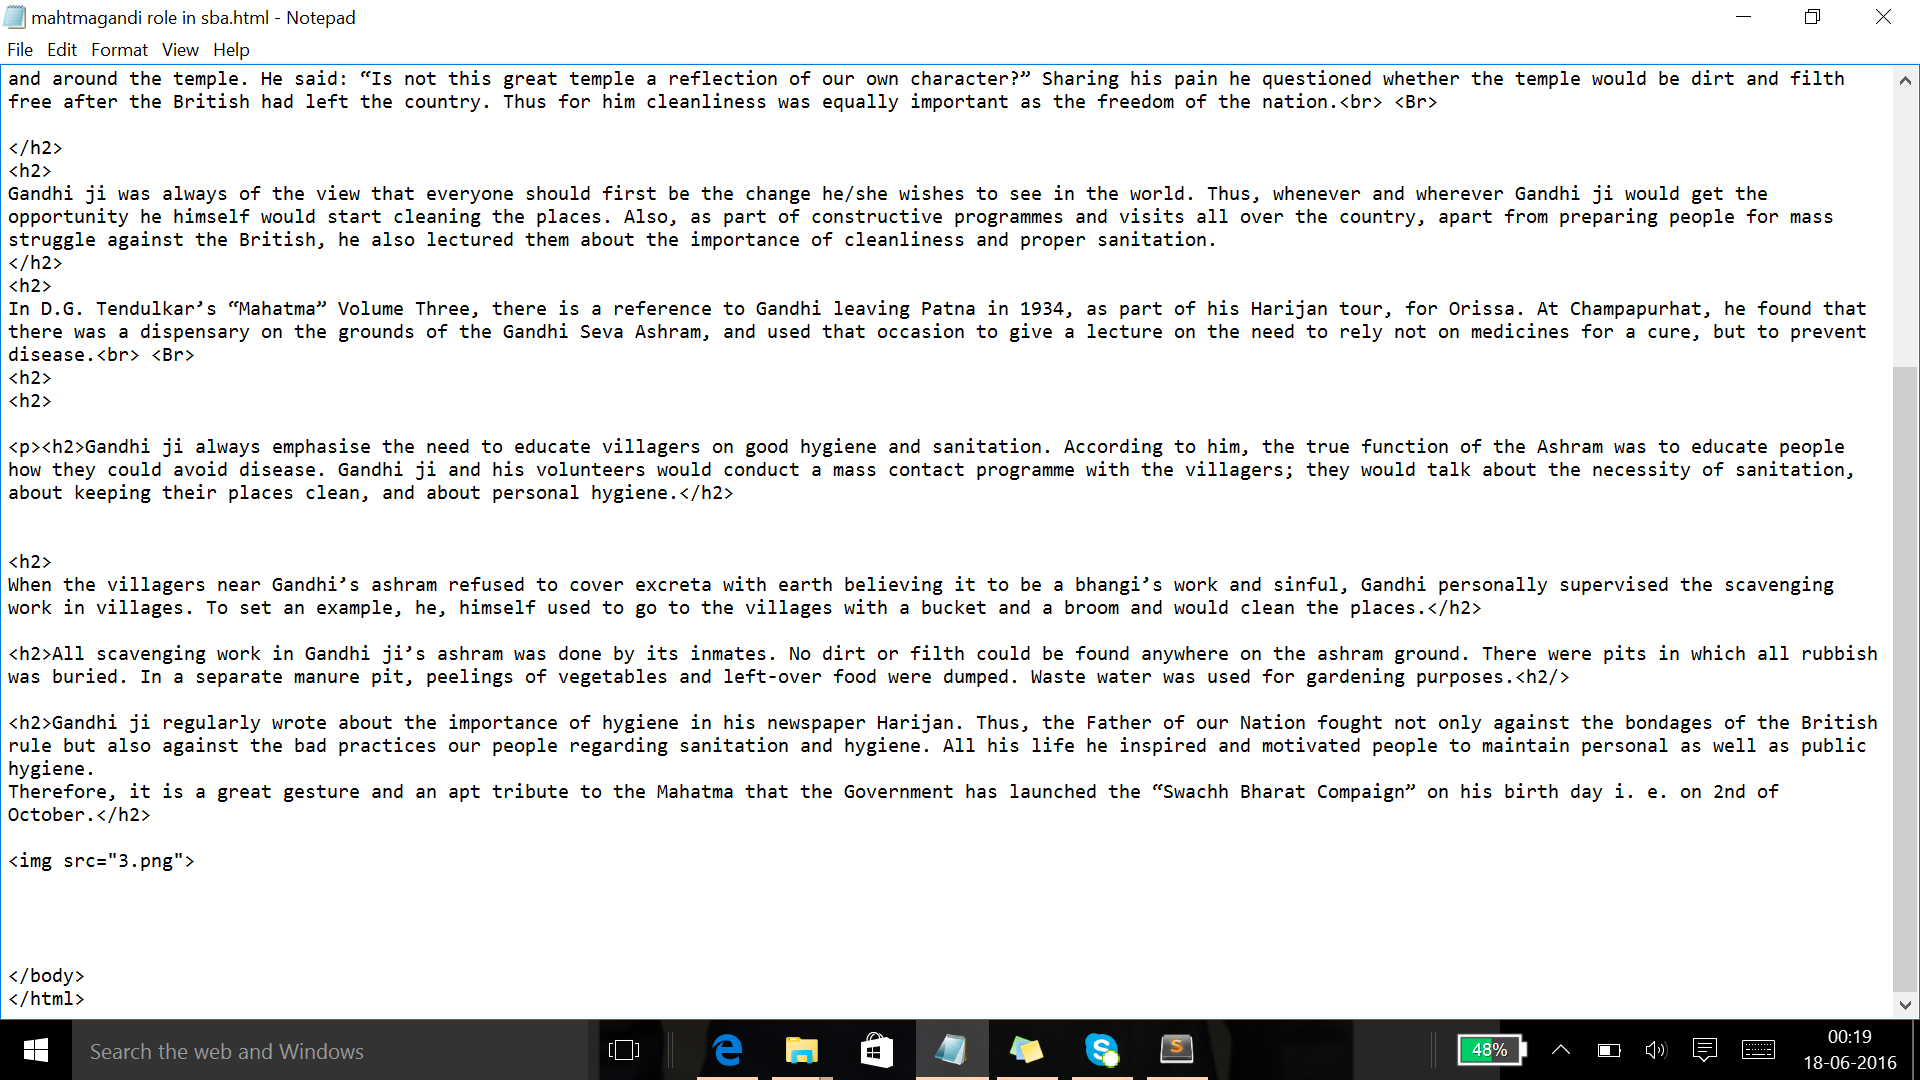 mahtmagandi role in sba.html - Notepad
File Edit Format View Help
and around the temple. He said: “Is not this great temple a reflection of our own character?” Sharing his pain he questioned whether the temple would be dirt and filth
free after the British had left the country. Thus for him cleanliness was equally important as the freedom of the nation.<br> <Br>
</h2>
<h2>
Gandhi ji was always of the view that everyone should first be the change he/she wishes to see in the world. Thus, whenever and wherever Gandhi ji would get the
opportunity he himself would start cleaning the places. Also, as part of constructive programmes and visits all over the country, apart from preparing people for mass
struggle against the British, he also lectured them about the importance of cleanliness and proper sanitation.
</h2>
<h2>
In D.G. Tendulkar’s “Mahatma” Volume Three, there is a reference to Gandhi leaving Patna in 1934, as part of his Harijan tour, for Orissa. At Champapurhat, he found that
there was a dispensary on the grounds of the Gandhi Seva Ashram, and used that occasion to give a lecture on the need to rely not on medicines for a cure, but to prevent
disease.<br> <Br>
<h2>
<h2>
<p><h2>Gandhi ji always emphasise the need to educate villagers on good hygiene and sanitation. According to him, the true function of the Ashram was to educate people
how they could avoid disease. Gandhi ji and his volunteers would conduct a mass contact programme with the villagers; they would talk about the necessity of sanitation,
about keeping their places clean, and about personal hygiene.</h2>
<h2>
When the villagers near Gandhi’s ashram refused to cover excreta with earth believing it to be a bhangi’s work and sinful, Gandhi personally supervised the scavenging
work in villages. To set an example, he, himself used to go to the villages with a bucket and a broom and would clean the places.</h2>
<h2>All scavenging work in Gandhi ji’s ashram was done by its inmates. No dirt or filth could be found anywhere on the ashram ground. There were pits in which all rubbish
was buried. In a separate manure pit, peelings of vegetables and left-over food were dumped. Waste water was used for gardening purposes.<h2/>
<h2>Gandhi ji regularly wrote about the importance of hygiene in his newspaper Harijan. Thus, the Father of our Nation fought not only against the bondages of the British
rule but also against the bad practices our people regarding sanitation and hygiene. All his life he inspired and motivated people to maintain personal as well as public
hygiene.
Therefore, it is a great gesture and an apt tribute to the Mahatma that the Government has launched the “Swachh Bharat Compaign” on his birth day i. e. on 2nd of
October.</h2>
<img src="3.png">
</body>
</html>
Search the web and Windows
S
S
48%
00:19
18-06-2016